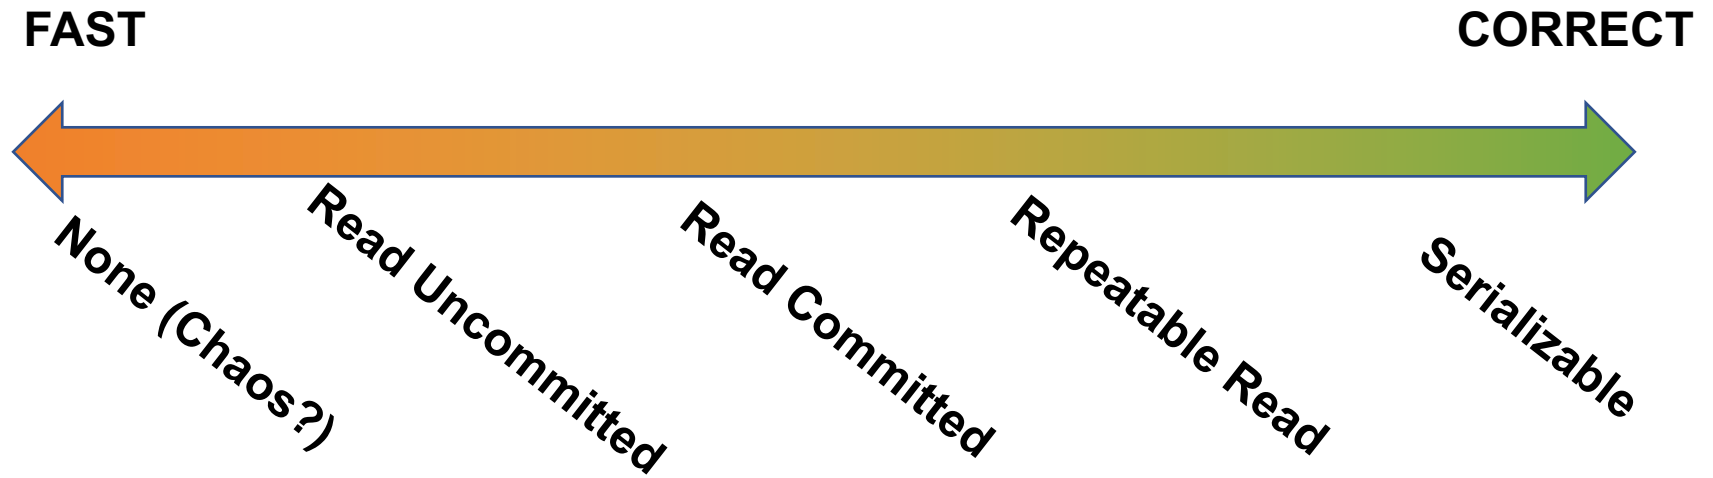 FAST
CORRECT
None (Chaos?)
Read Uncommitted
Read Committed
Repeatable Read
Serializable